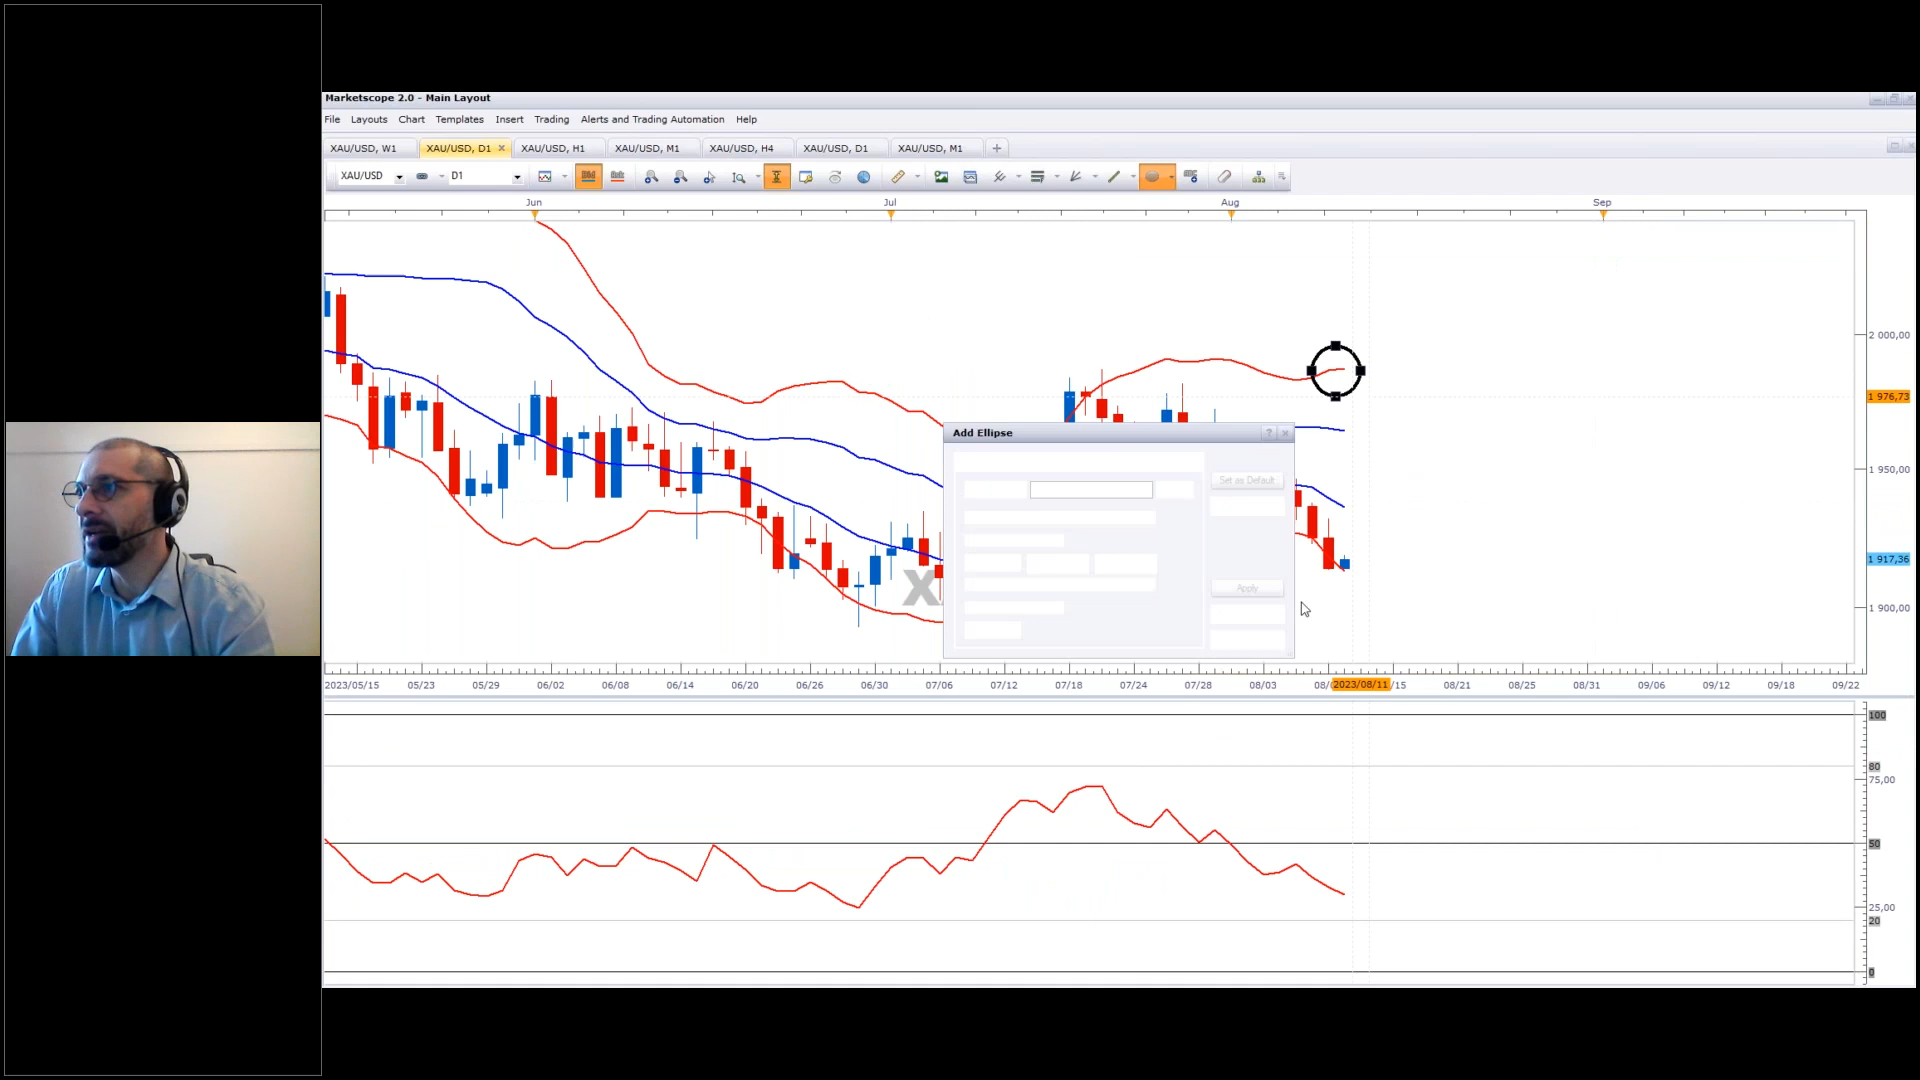 Marketscope 2.0 - Main Layout
File Layouts Chart Templates Insert Trading Alerts and Trading Automation Help
XAU/USD, W1 XAU/USD, D1 XAU/USD, H1 XAU/USD, M1 XAU/USD, H4 XAU/USD, D1 XAU/USD, M1
XAU/USD D1
Jun Jul Aug Sep
2 000,00
1 976,73
Add Ellipse
1 950,00
Set as Default
1 917,36
Apply
1 900,00
2023/05/15 05/23 05/29 06/02 06/08 06/14 06/20 06/26 06/30 07/06 07/12 07/18 07/24 07/28 08/03 2023/08/11 /15 08/21 08/25 08/31 09/06 09/12 09/18 09/22
100
80
75,00
50
25,00
20
0